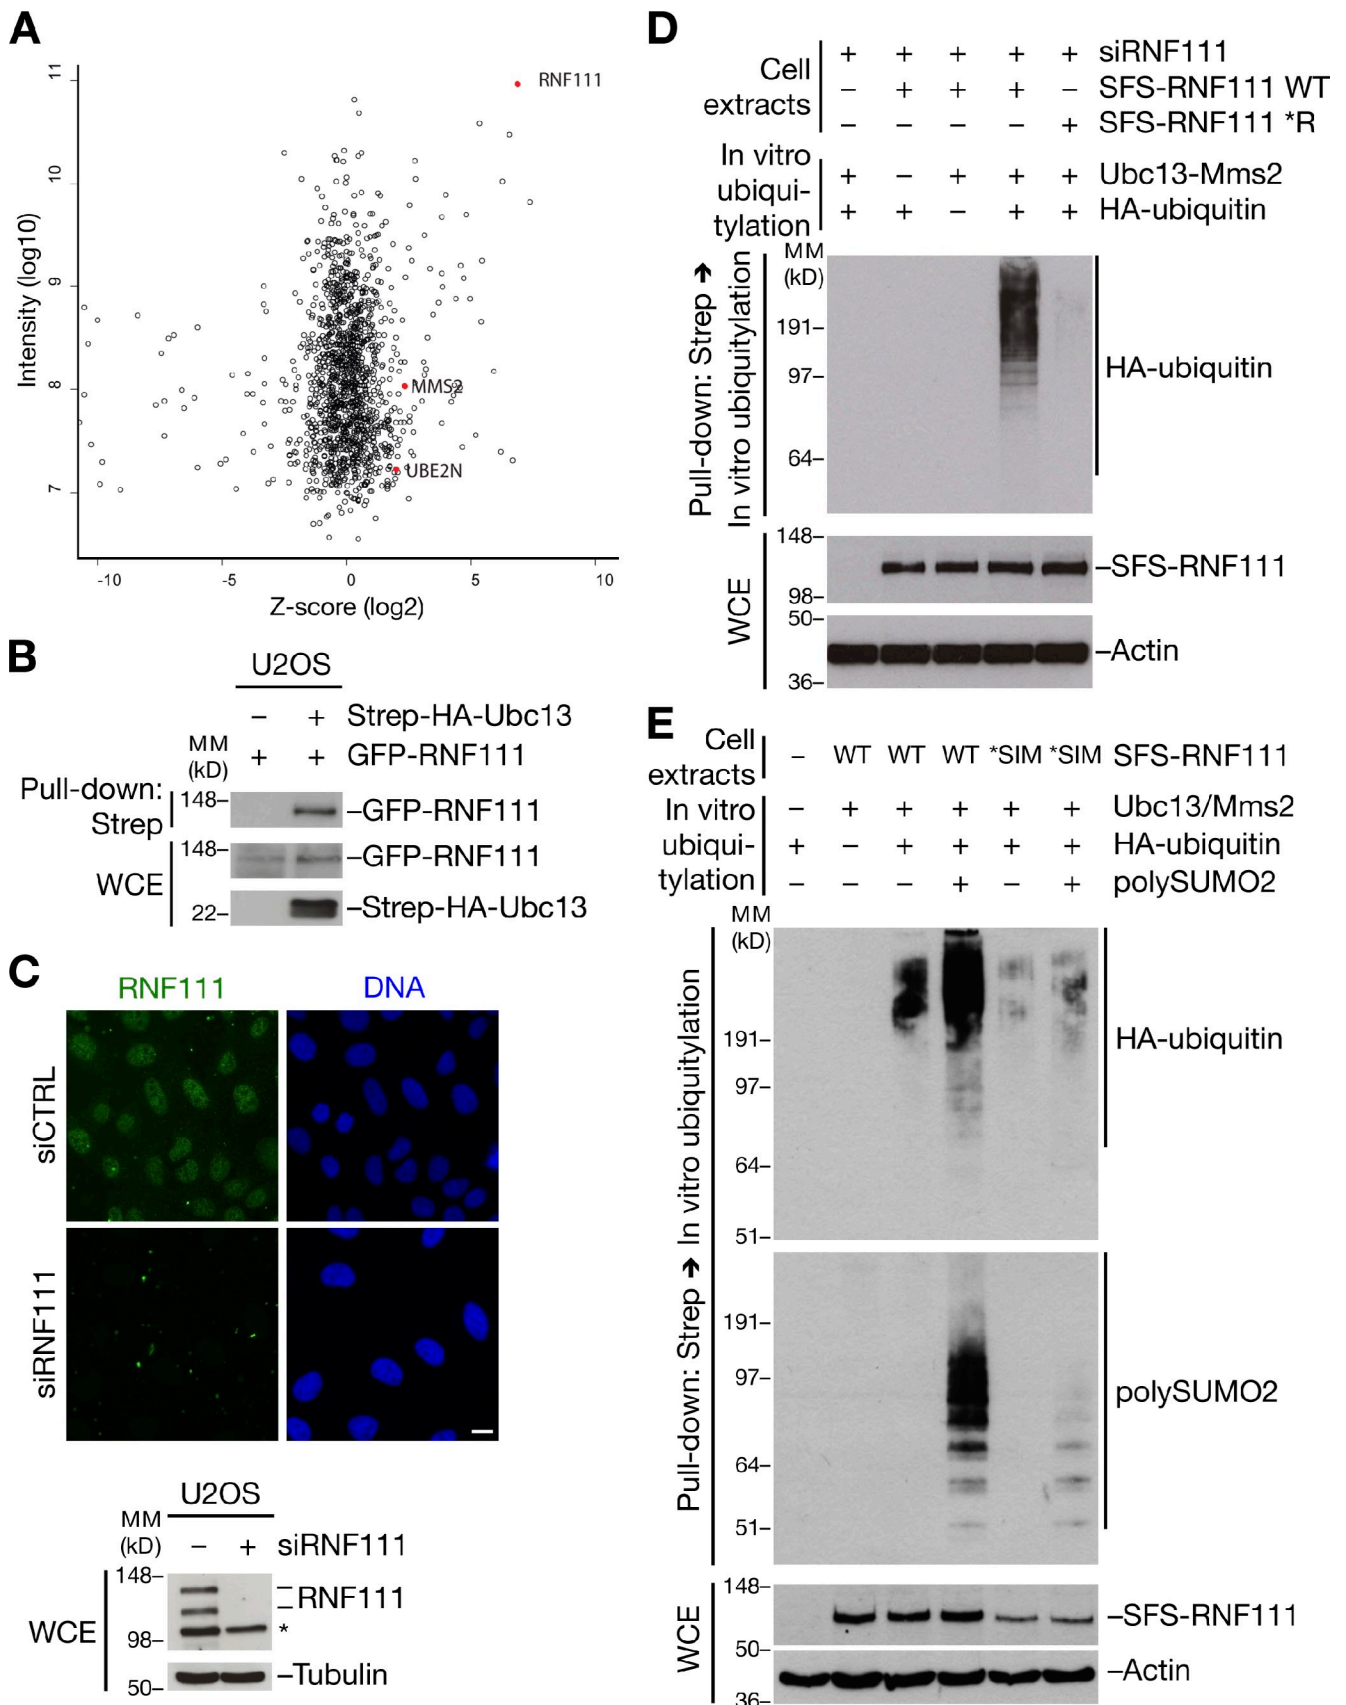 A
Intensity (log10)
11
10
9
8
7
RNF111
MMS2
UBE2N
-10 -5 0 5 10
Z-score (log2)
B
U2OS
– + Strep-HA-Ubc13
MM
(kD)
+ + GFP-RNF111
Pull-down:
Strep
148– –GFP-RNF111
WCE
148– –GFP-RNF111
22– –Strep-HA-Ubc13
C
RNF111 DNA
siCTRL
siRNF111
U2OS
MM
(kD)
– + siRNF111
WCE
148–
RNF111
98– *
50– –Tubulin
D
Cell
extracts
+ + + + + siRNF111
– + + + – SFS-RNF111 WT
– – – – + SFS-RNF111 *R
In vitro
ubiqui-
tylation
+ – + + + Ubc13-Mms2
+ + – + + HA-ubiquitin
MM
(kD)
Pull-down: Strep ➔
In vitro ubiquitylation
191–
97–
64–
HA-ubiquitin
WCE
148–
–SFS-RNF111
98–
50–
–Actin
36–
E
Cell
extracts
– WT WT WT *SIM *SIM SFS-RNF111
In vitro
ubiqui-
tylation
– + + + + + Ubc13/Mms2
+ – + + + + HA-ubiquitin
– – – + – + polySUMO2
MM
(kD)
Pull-down: Strep ➔ In vitro ubiquitylation
191–
97–
64–
51–
HA-ubiquitin
191–
97–
64–
51–
polySUMO2
WCE
148–
–SFS-RNF111
50–
–Actin
36–